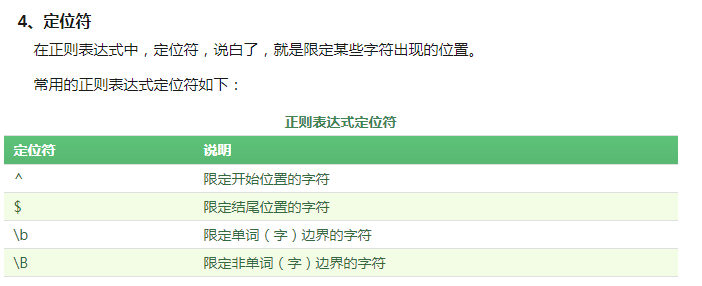 4、定位符
在正则表达式中，定位符，说白了，就是限定某些字符出现的位置。
常用的正则表达式定位符如下：
正则表达式定位符
定位符 说明
^ 限定开始位置的字符
$ 限定结尾位置的字符
\b 限定单词（字）边界的字符
\B 限定非单词（字）边界的字符